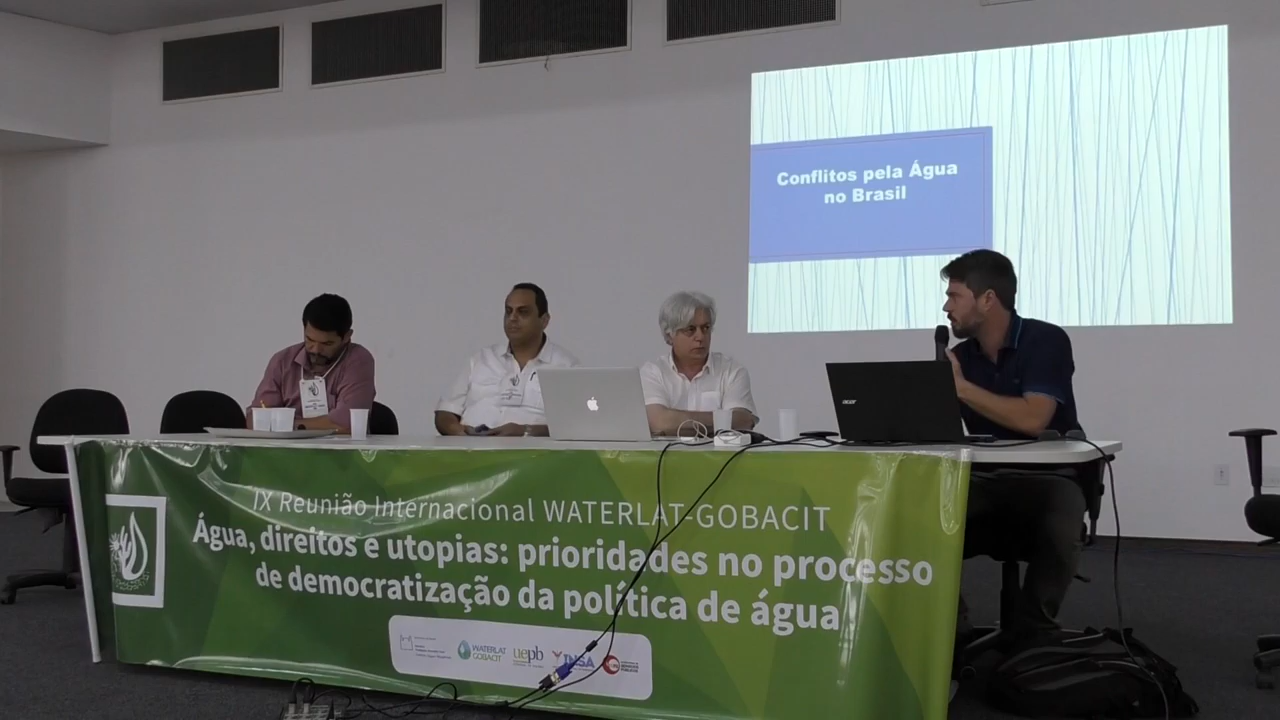 Conflitos pela Água
no Brasil
acer
IX Reunião Internacional WATERLAT-GOBACIT
Água, direitos e utopias: prioridades no processo
de democratização da política de água
WATERLAT
GOBACIT
uepb
INSA